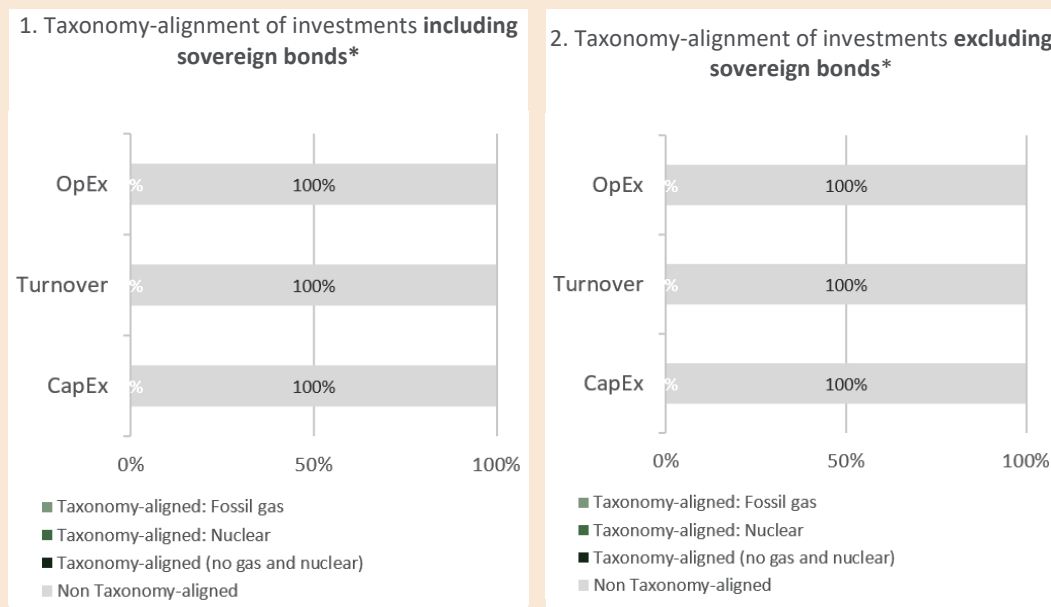 1. Taxonomy-alignment of investments including
sovereign bonds*
OpEx
% 100%
Turnover
% 100%
CapEx
% 100%
0% 50% 100%
Taxonomy-aligned: Fossil gas
Taxonomy-aligned: Nuclear
Taxonomy-aligned (no gas and nuclear)
Non Taxonomy-aligned
2. Taxonomy-alignment of investments excluding
sovereign bonds*
OpEx
% 100%
Turnover
% 100%
CapEx
% 100%
0% 50% 100%
Taxonomy-aligned: Fossil gas
Taxonomy-aligned: Nuclear
Taxonomy-aligned (no gas and nuclear)
Non Taxonomy-aligned